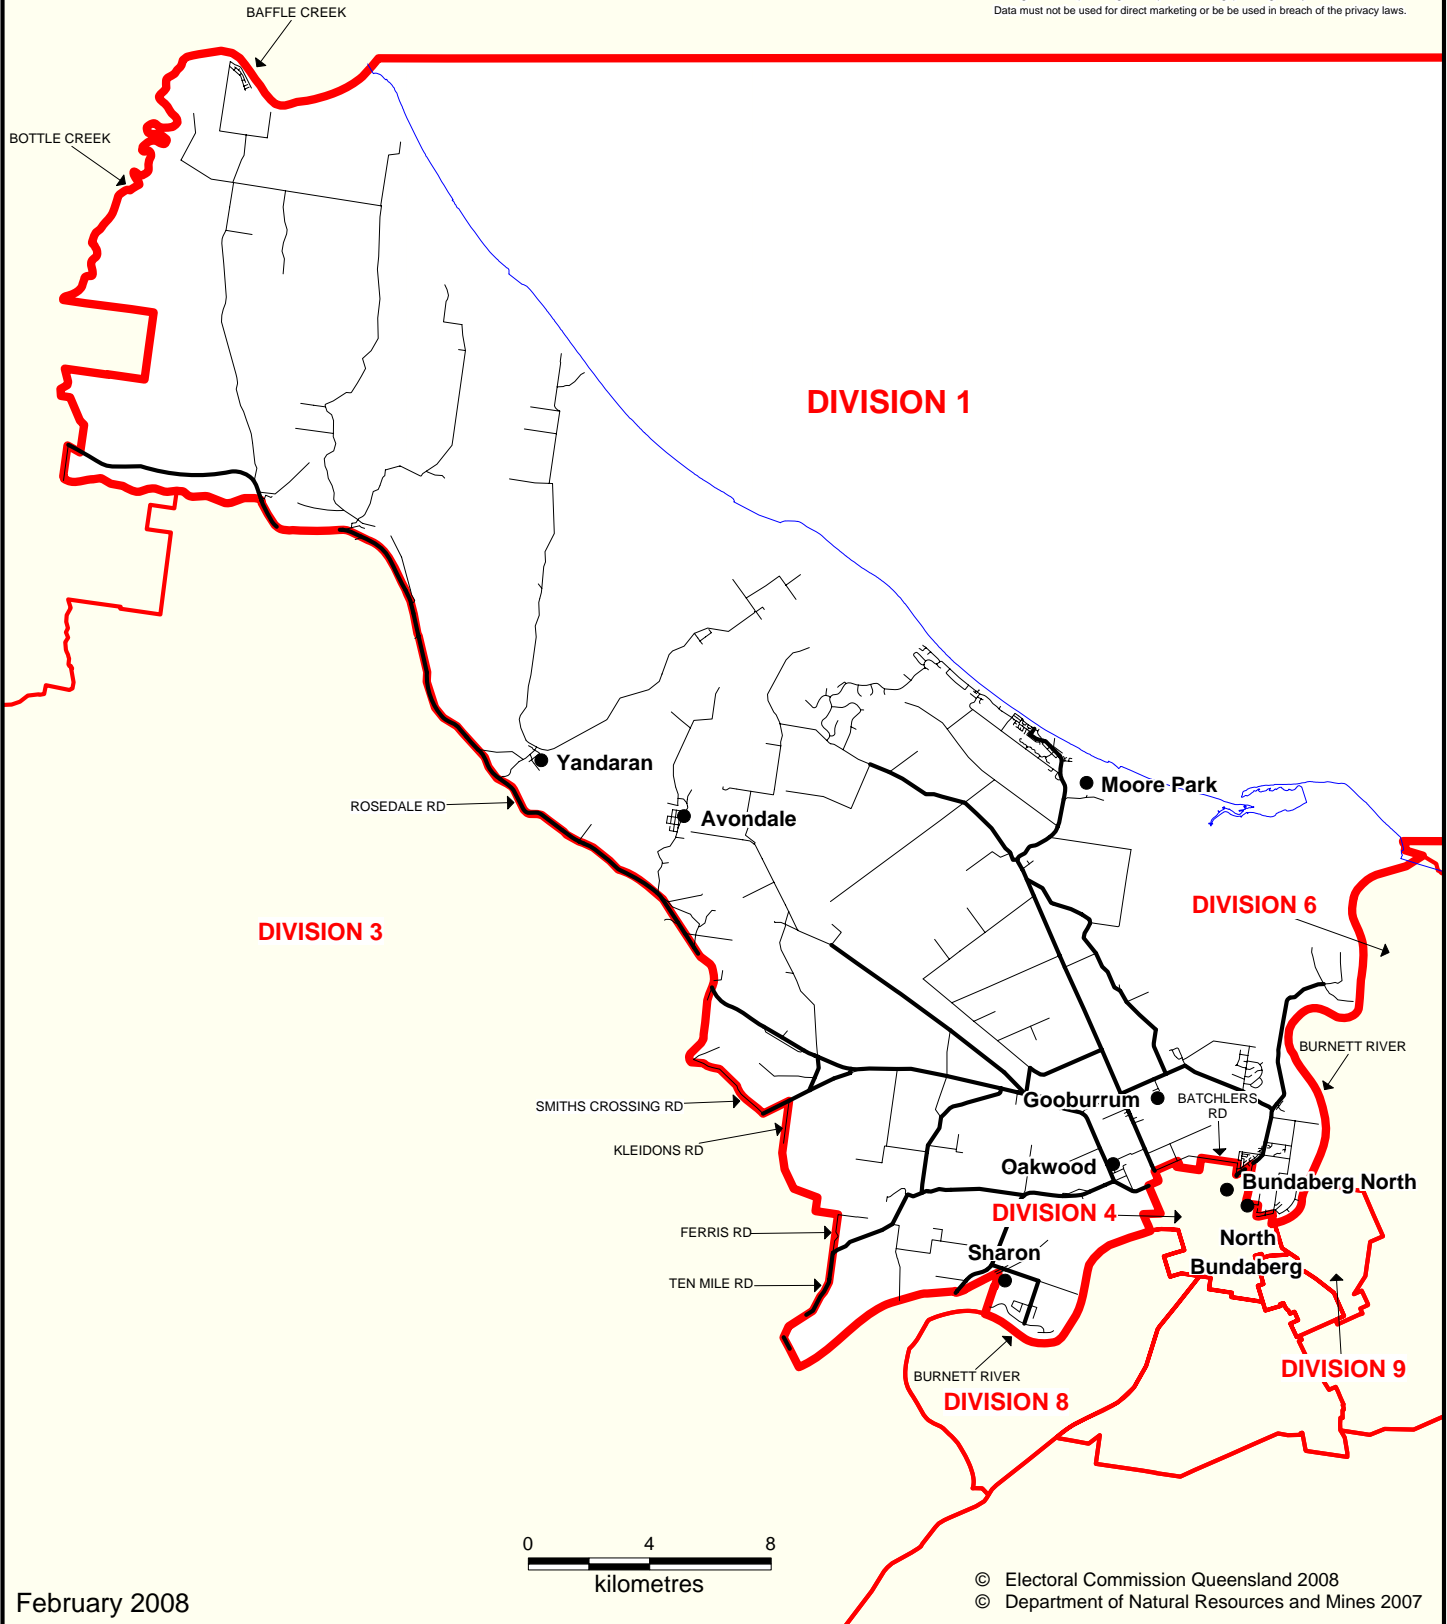 Data must not be used for direct marketing or be be used in breach of the privacy laws.
BAFFLE CREEK
BOTTLE CREEK
DIVISION 1
Yandaran
Moore Park
ROSEDALE RD
Avondale
DIVISION 6
DIVISION 3
BURNETT RIVER
Gooburrum
BATCHLERS
RD
SMITHS CROSSING RD
KLEIDONS RD
Oakwood
Bundaberg North
DIVISION 4
FERRIS RD
North
Bundaberg
Sharon
TEN MILE RD
BURNETT RIVER
DIVISION 9
DIVISION 8
0 4 8
kilometres
© Electoral Commission Queensland 2008
© Department of Natural Resources and Mines 2007
February 2008